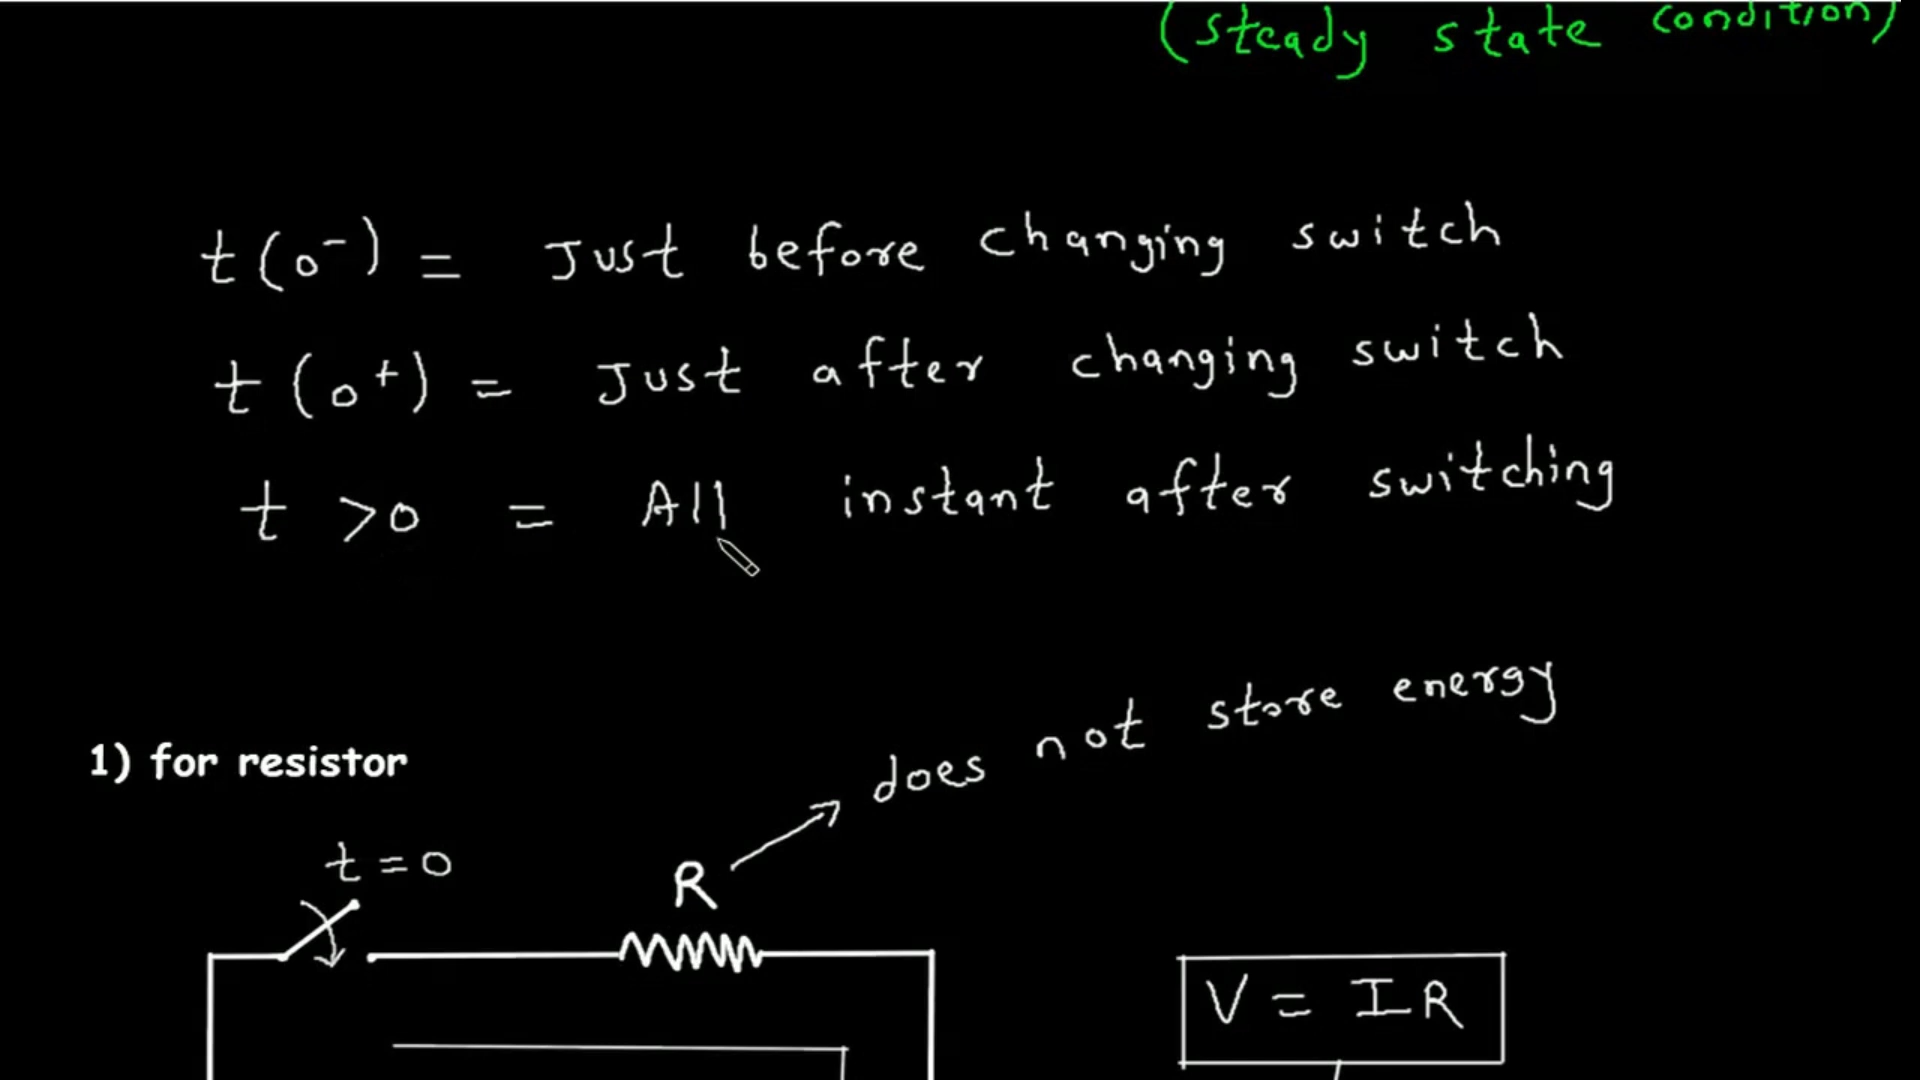 (steady state condition)
t(0⁻) = Just before changing switch
t(0⁺) = Just after changing switch
t >0 = All instant after switching
does not store energy
1) for resistor
t=0
R
V = IR